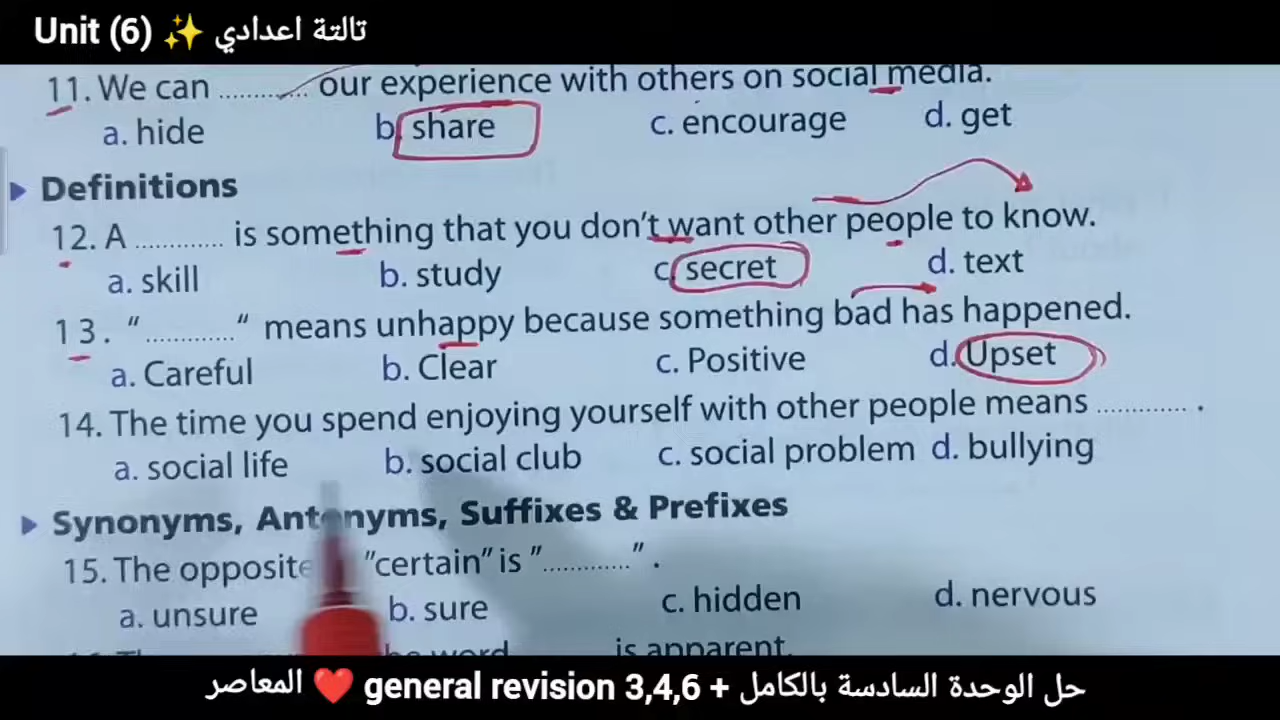 Unit (6) ✨ تالتة اعدادي
11. We can ............ our experience with others on social media.
a. hide b. share c. encourage d. get
Definitions
12. A ............ is something that you don't want other people to know.
a. skill b. study c. secret d. text
13. “ ............ “ means unhappy because something bad has happened.
a. Careful b. Clear c. Positive d. Upset
14. The time you spend enjoying yourself with other people means ............ .
a. social life b. social club c. social problem d. bullying
Synonyms, Antonyms, Suffixes & Prefixes
15. The opposite "certain" is "............" .
a. unsure b. sure c. hidden d. nervous
word is apparent.
حل الوحدة السادسة بالكامل + general revision 3,4,6 ❤️ المعاصر